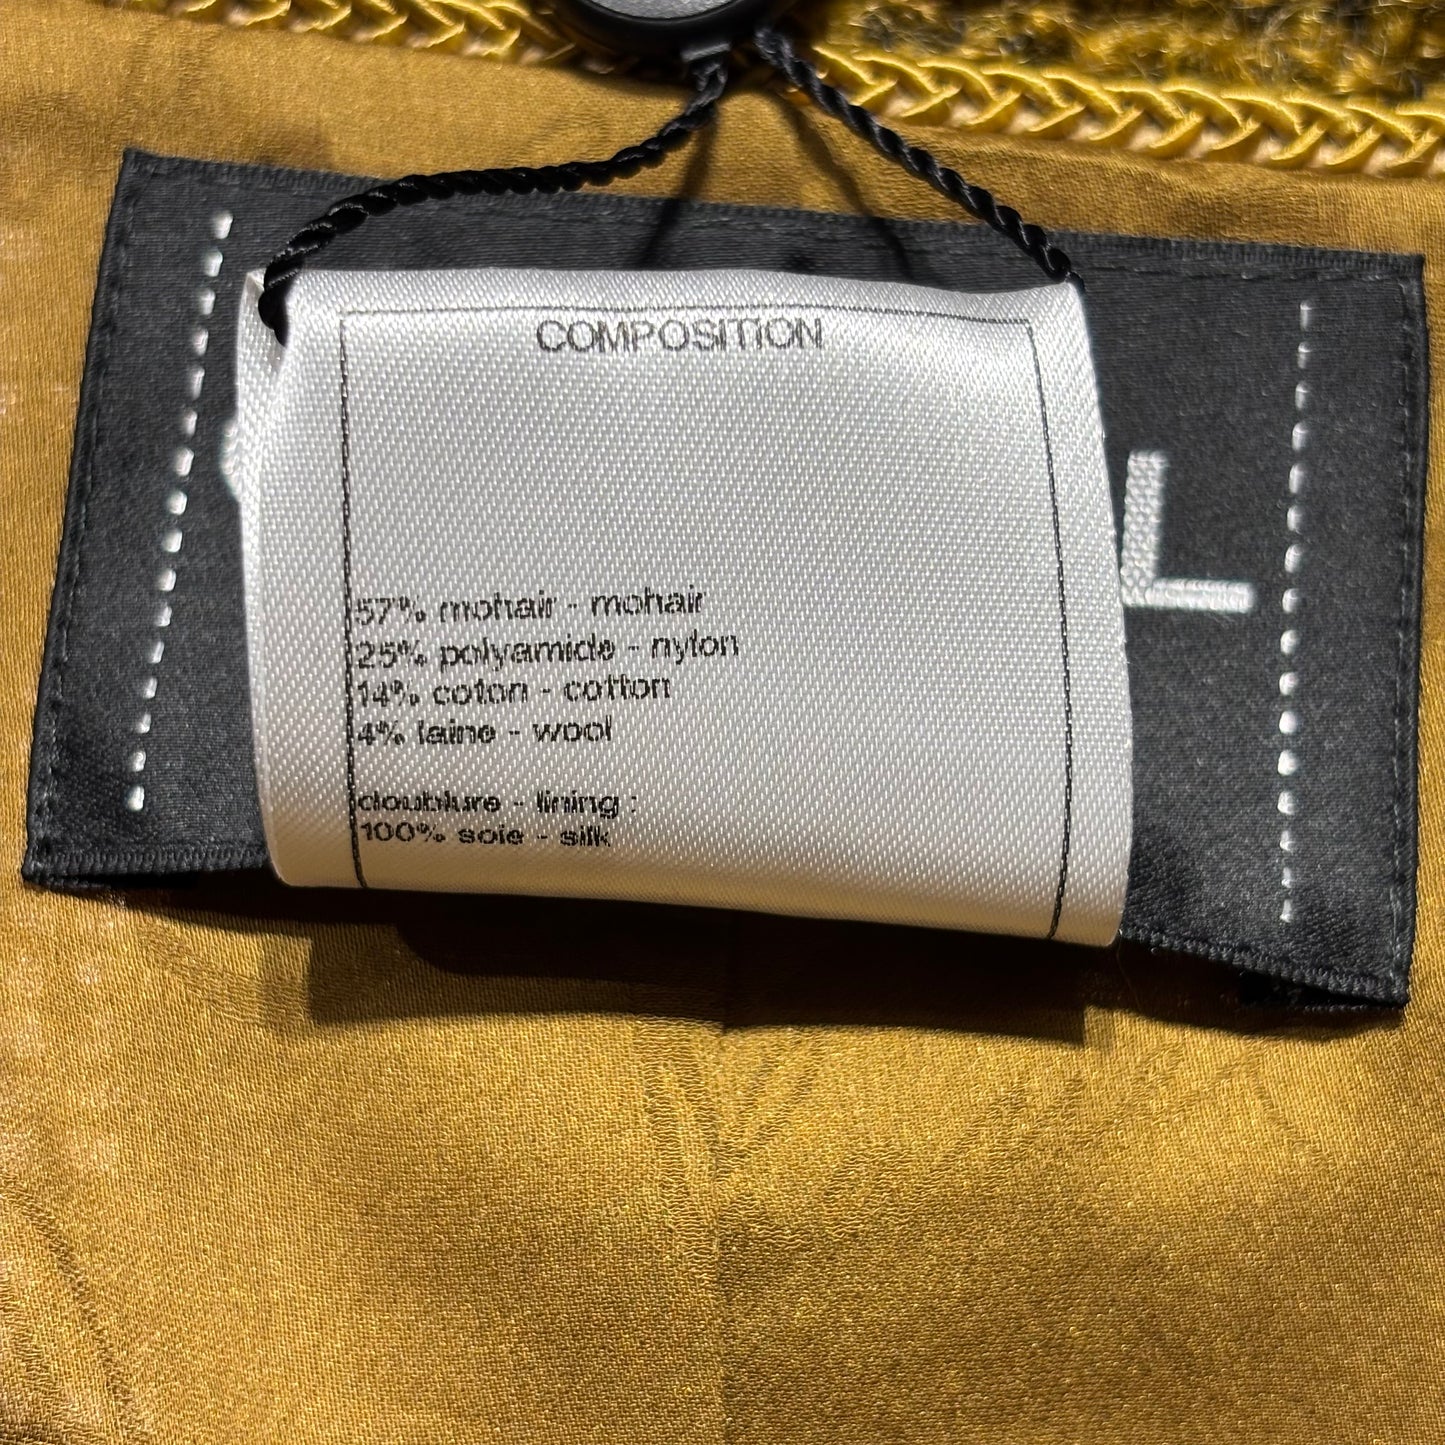 COMPOSITION
57% mohair - mohair
25% polyamide - nylon
14% coton - cotton
4% laine - wool
doublure - lining :
100% soie - silk
L